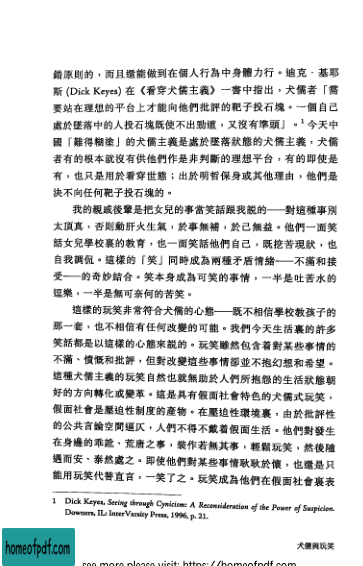 錯原則的，而且還能做到在個人行為中身體力行。迪克．基耶
斯 (Dick Keyes) 在《看穿犬儒主義》一書中指出，犬儒者「需
要站在理想的平台上才能向他們批評的靶子投石塊。一個自己
處於墜落中的人投石塊既使不出勁道，又沒有準頭」。1 今天中
國「難得糊塗」的犬儒主義是處於墜落狀態的犬儒主義，犬儒
者有的根本就沒有供他們作是非判斷的理想平台，有的即使是
有，也只是用於看穿世態；出於明哲保身或其他理由，他們是
決不向任何靶子投石塊的。
我的親戚後輩是把女兒的事當笑話跟我說的——對這種事別
太頂真，否則動肝火生氣，於事無補，於己無益。他們一面笑
話女兒學校裏的教育，也一面笑話他們自己，既挖苦現狀，也
自我調侃。這樣的「笑」同時成為兩種矛盾情緒——不滿和接
受——的奇妙結合。笑本身成為可笑的事情，一半是吐苦水的
逗樂，一半是無可奈何的苦笑。
這樣的玩笑非常符合犬儒的心態——既不相信學校教孩子的
那一套，也不相信有任何改變的可能。我們今天生活裏的許多
笑話都是以這樣的心態來說的。玩笑雖然包含着對某些事情的
不滿、憤慨和批評，但對改變這些事情卻並不抱幻想和希望。
這種犬儒主義的玩笑自然也就無助於人們所抱怨的生活狀態朝
好的方向轉化或變革。這是具有假面社會特色的犬儒式玩笑，
假面社會是壓迫性制度的產物。在壓迫性環境裏，由於批評性
的公共言論空間逼仄，人們不得不戴着假面生活。他們對發生
在身邊的乖訛、荒唐之事，裝作若無其事，輕鬆玩笑，然後隨
遇而安、泰然處之。即使他們對某些事情耿耿於懷，也還是只
能用玩笑代替直言，一笑了之。玩笑成為他們在假面社會裏表
1 Dick Keyes, Seeing through Cynicism: A Reconsideration of the Power of Suspicion.
Downers, IL: InterVarsity Press, 1996, p. 21.
犬儒與玩笑
homeofpdf.com
see more please visit: https://homeofpdf.com